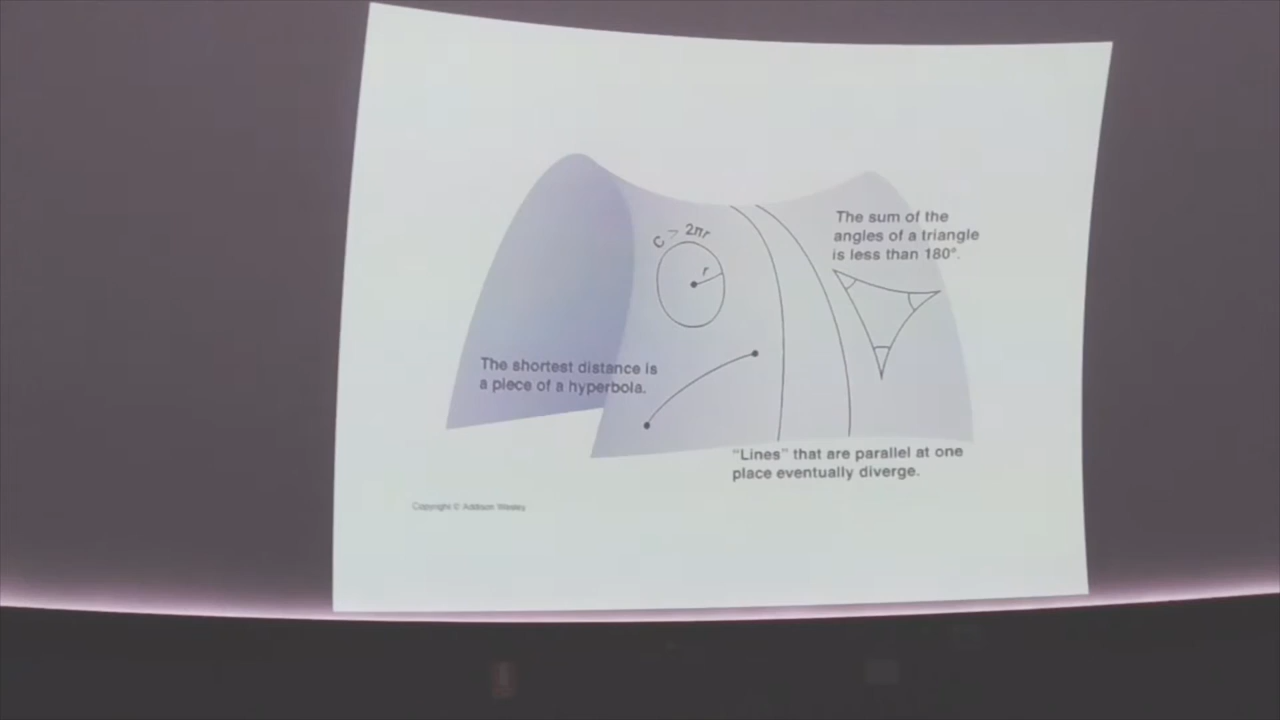 C > 2πr
r
The sum of the
angles of a triangle
is less than 180°.
The shortest distance is
a piece of a hyperbola.
"Lines" that are parallel at one
place eventually diverge.
Copyright © Addison Wesley